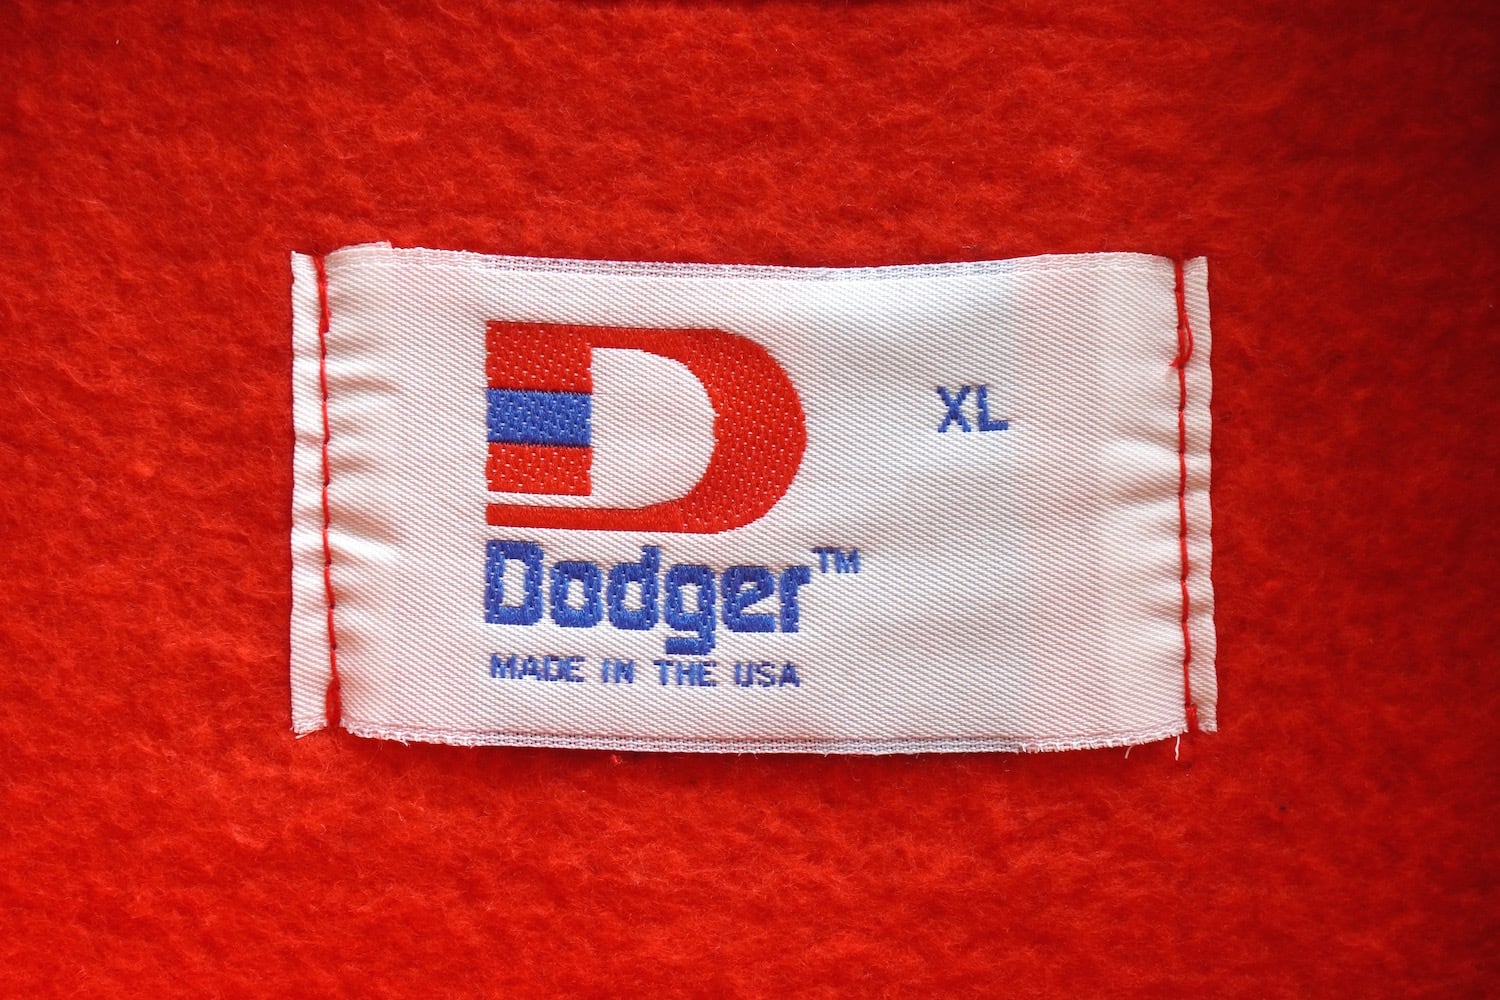 D
XL
Dodger™
MADE IN THE USA